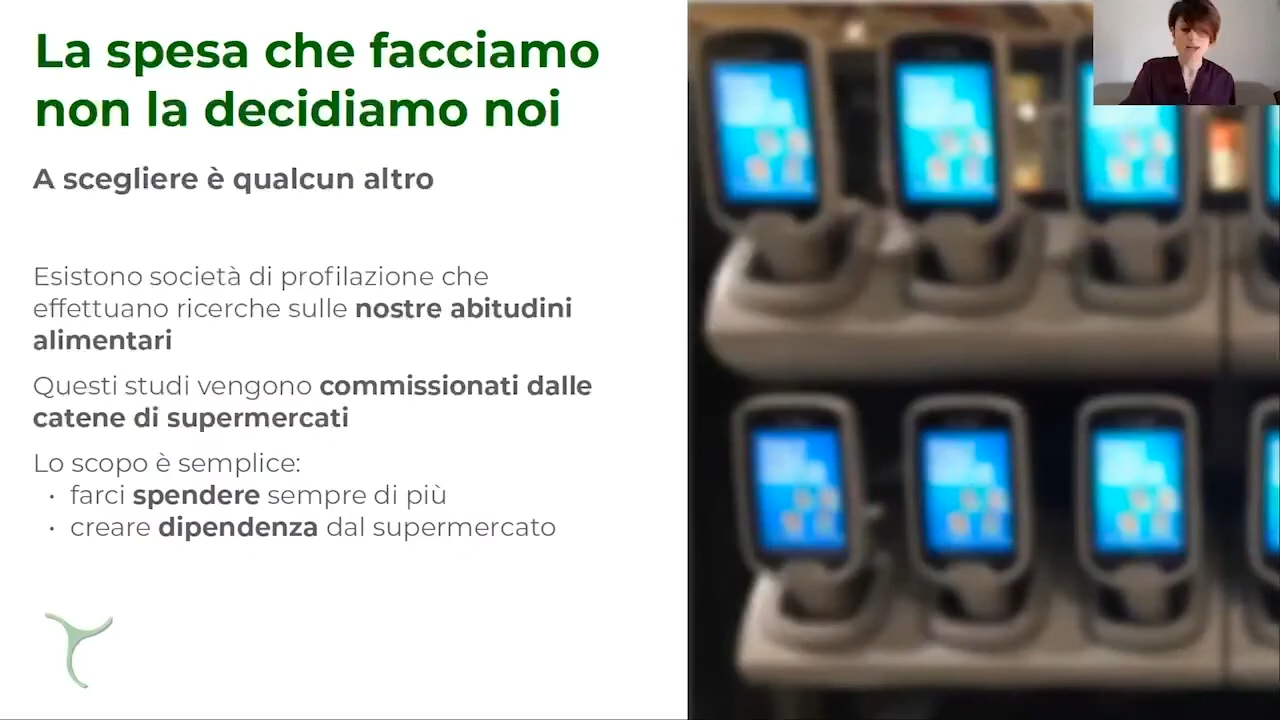 La spesa che facciamo
non la decidiamo noi
A scegliere è qualcun altro
Esistono società di profilazione che
effettuano ricerche sulle nostre abitudini
alimentari
Questi studi vengono commissionati dalle
catene di supermercati
Lo scopo è semplice:
• farci spendere sempre di più
• creare dipendenza dal supermercato